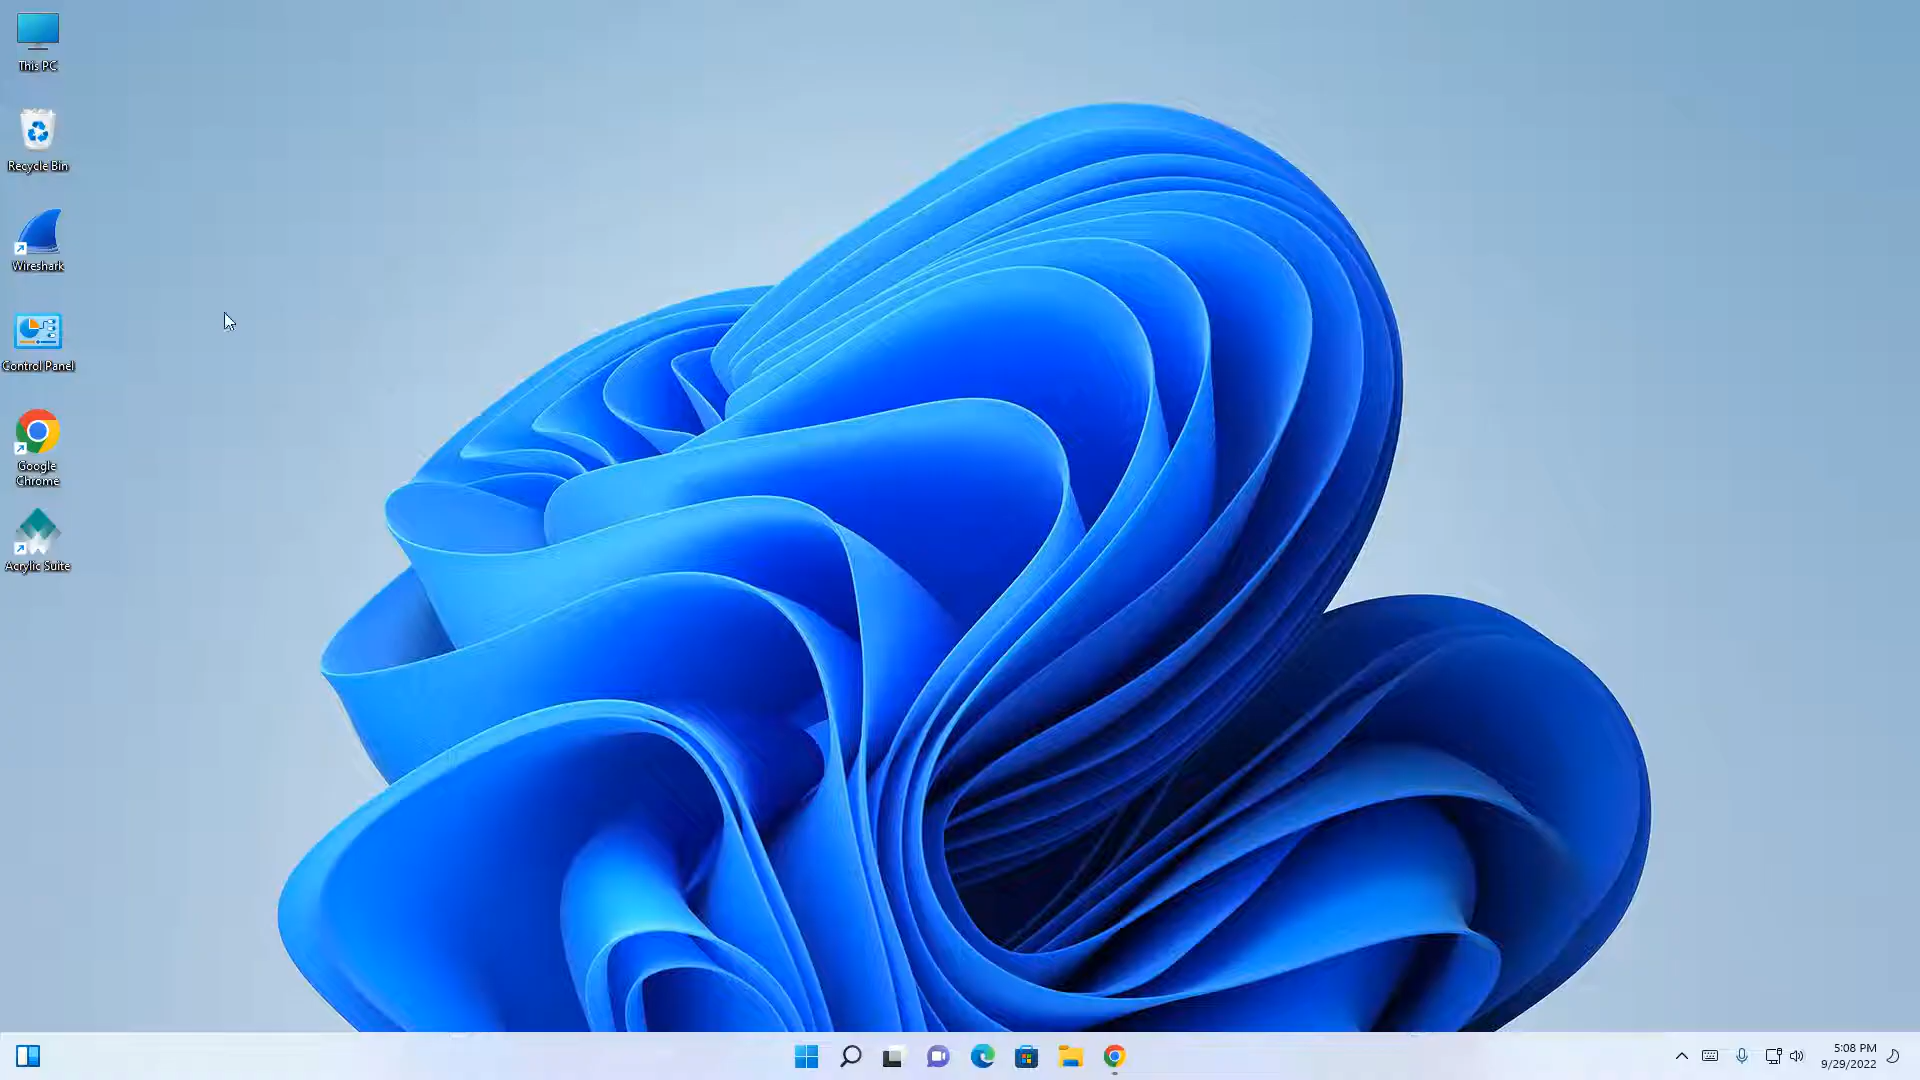 This PC
Recycle Bin
Wireshark
Control Panel
Google
Chrome
Acrylic Suite
5:08 PM
9/29/2022